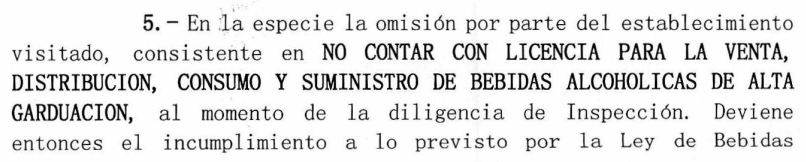 5.- En la especie la omisión por parte del establecimiento
visitado, consistente en NO CONTAR CON LICENCIA PARA LA VENTA,
DISTRIBUCION, CONSUMO Y SUMINISTRO DE BEBIDAS ALCOHOLICAS DE ALTA
GARDUACION, al momento de la diligencia de Inspección. Deviene
entonces el incumplimiento a lo previsto por la Ley de Bebidas